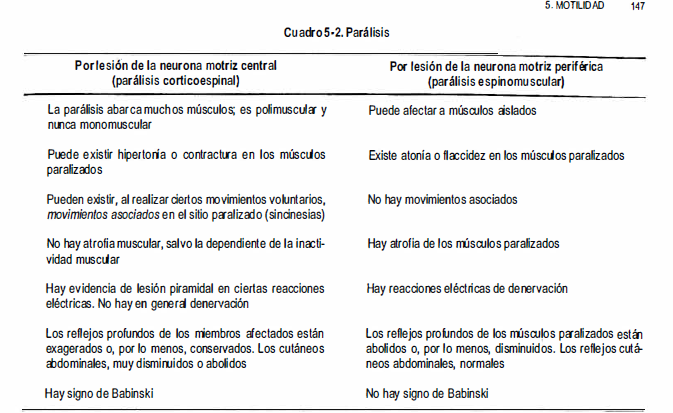 5. MOTILIDAD 147
Cuadro 5-2. Parálisis
Por lesión de la neurona motriz central
(parálisis corticoespinal)
Por lesión de la neurona motriz periférica
(parálisis espinomuscular)
La parálisis abarca muchos músculos; es polimuscular y
nunca monomuscular
Puede afectar a músculos aislados
Puede existir hipertonía o contractura en los músculos
paralizados
Existe atonía o flaccidez en los músculos paralizados
Pueden existir, al realizar ciertos movimientos voluntarios,
movimientos asociados en el sitio paralizado (sincinesias)
No hay movimientos asociados
No hay atrofia muscular, salvo la dependiente de la inacti-
vidad muscular
Hay atrofia de los músculos paralizados
Hay evidencia de lesión piramidal en ciertas reacciones
eléctricas. No hay en general denervación
Hay reacciones eléctricas de denervación
Los reflejos profundos de los miembros afectados están
exagerados o, por lo menos, conservados. Los cutáneos
abdominales, muy disminuidos o abolidos
Los reflejos profundos de los músculos paralizados están
abolidos o, por lo menos, disminuidos. Los reflejos cutá-
neos abdominales, normales
Hay signo de Babinski
No hay signo de Babinski